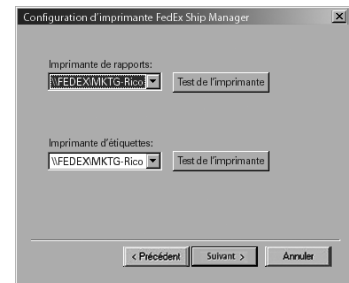 Configuration d'imprimante FedEx Ship Manager
Imprimante de rapports:
\\FEDEX\MKTG-Rico
Test de l'imprimante
Imprimante d'étiquettes:
\\FEDEX\MKTG-Rico
Test de l'imprimante
< Précédent
Suivant >
Annuler